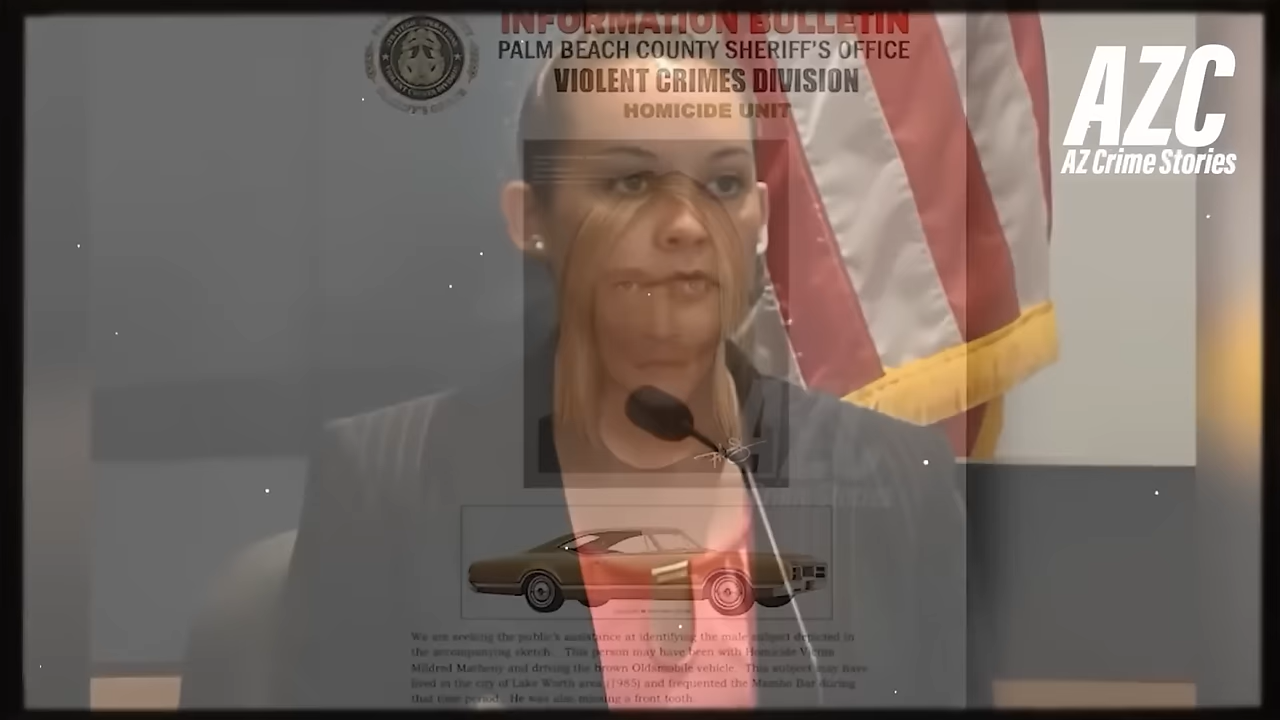 INFORMATION BULLETIN
PALM BEACH COUNTY SHERIFF'S OFFICE
VIOLENT CRIMES DIVISION
HOMICIDE UNIT
AZC
AZ Crime Stories
We are seeking the public's assistance at identifying the male subject depicted in
the accompanying sketch. This person may have been with Homicide Victim
Mildred Matheny and driving the brown Oldsmobile vehicle. This subject may have
lived in the city of Lake Worth area (1985) and frequented the Mambo Bar during
that time period. He was also missing a front tooth.